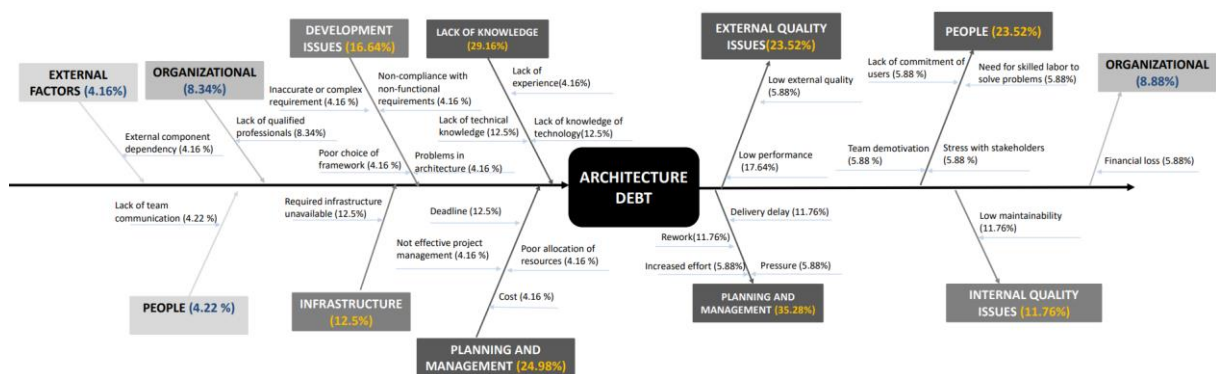 DEVELOPMENT
ISSUES (16.64%)
LACK OF KNOWLEDGE
(29.16%)
EXTERNAL QUALITY
ISSUES(23.52%)
PEOPLE (23.52%)
EXTERNAL
FACTORS (4.16%)
ORGANIZATIONAL
(8.34%)
ORGANIZATIONAL
(8.88%)
Inaccurate or complex
requirement (4.16 %)
Non-compliance with
non-functional
requirements (4.16 %)
Lack of
experience(4.16%)
Low external quality
(5.88%)
Lack of commitment of
users (5.88 %)
Need for skilled labor to
solve problems (5.88%)
External component
dependency (4.16 %)
Lack of qualified
professionals (8.34%)
Lack of technical
knowledge (12.5%)
Lack of knowledge of
technology(12.5%)
Poor choice of
framework (4.16 %)
Problems in
architecture (4.16 %)
Low performance
(17.64%)
Team demotivation
(5.88 %)
Stress with stakeholders
(5.88 %)
Financial loss (5.88%)
ARCHITECTURE
DEBT
Lack of team
communication (4.22 %)
Required infrastructure
unavailable (12.5%)
Deadline (12.5%)
Not effective project
management (4.16 %)
Poor allocation of
resources (4.16 %)
Cost (4.16 %)
Delivery delay (11.76%)
Rework(11.76%)
Increased effort (5.88%)
Pressure (5.88%)
Low maintainability
(11.76%)
PEOPLE (4.22 %)
INFRASTRUCTURE
(12.5%)
PLANNING AND
MANAGEMENT (24.98%)
PLANNING AND
MANAGEMENT (35.28%)
INTERNAL QUALITY
ISSUES (11.76%)